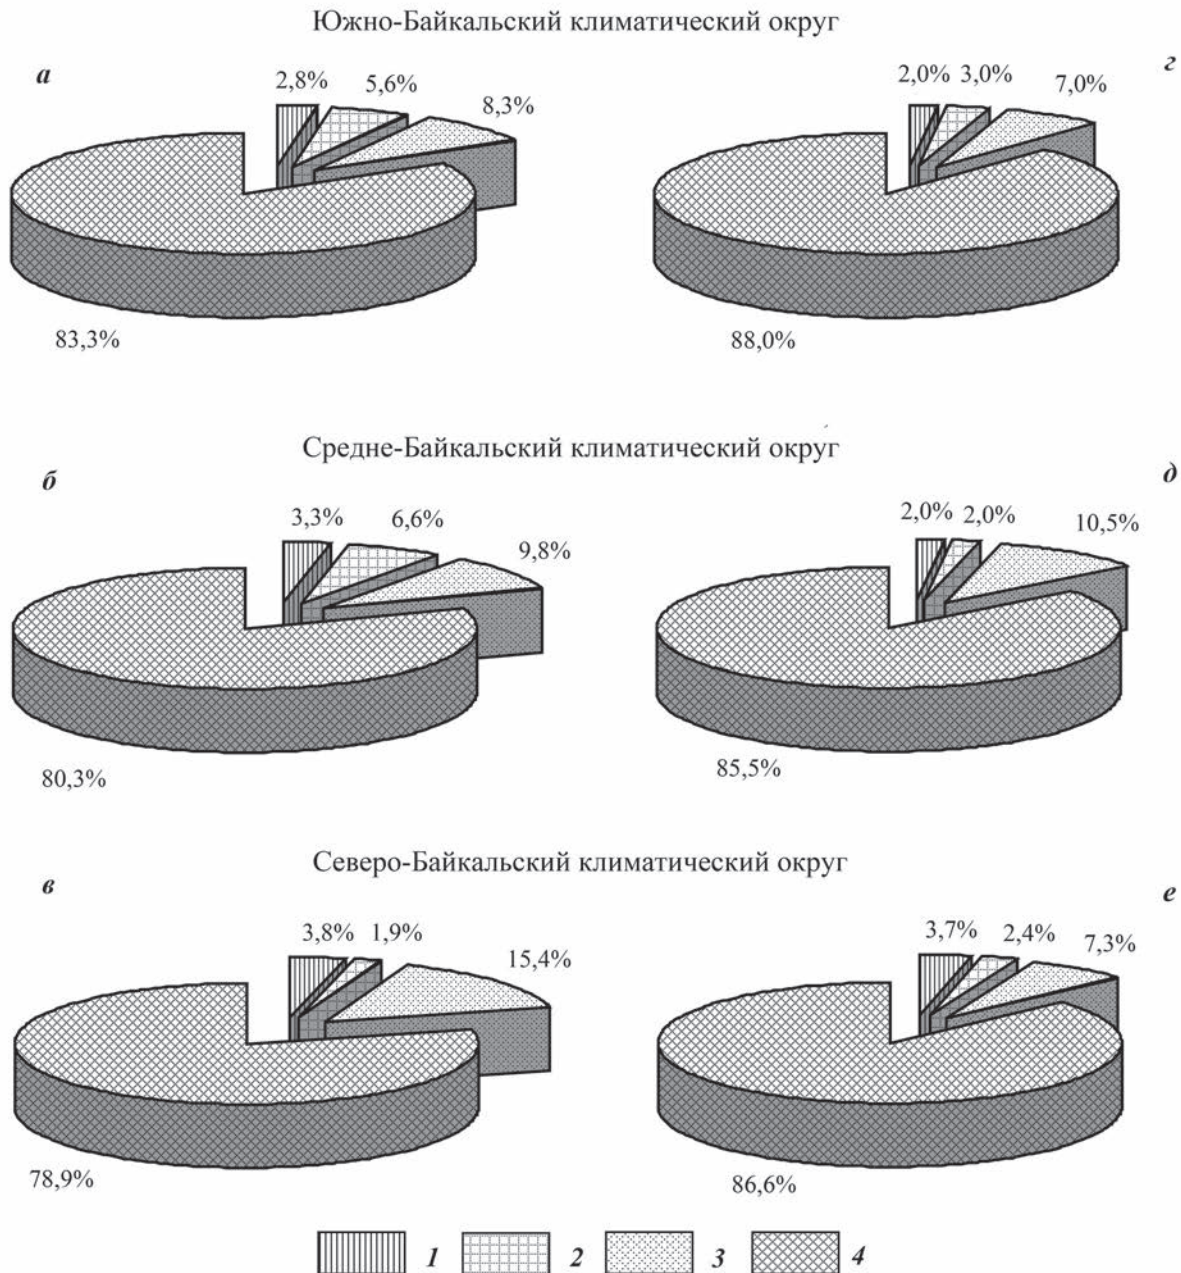 Южно-Байкальский климатический округ
а
2,8%
5,6%
8,3%
83,3%
г
2,0%
3,0%
7,0%
88,0%
Средне-Байкальский климатический округ
б
3,3%
6,6%
9,8%
80,3%
д
2,0%
2,0%
10,5%
85,5%
Северо-Байкальский климатический округ
в
3,8%
1,9%
15,4%
78,9%
е
3,7%
2,4%
7,3%
86,6%
1 2 3 4